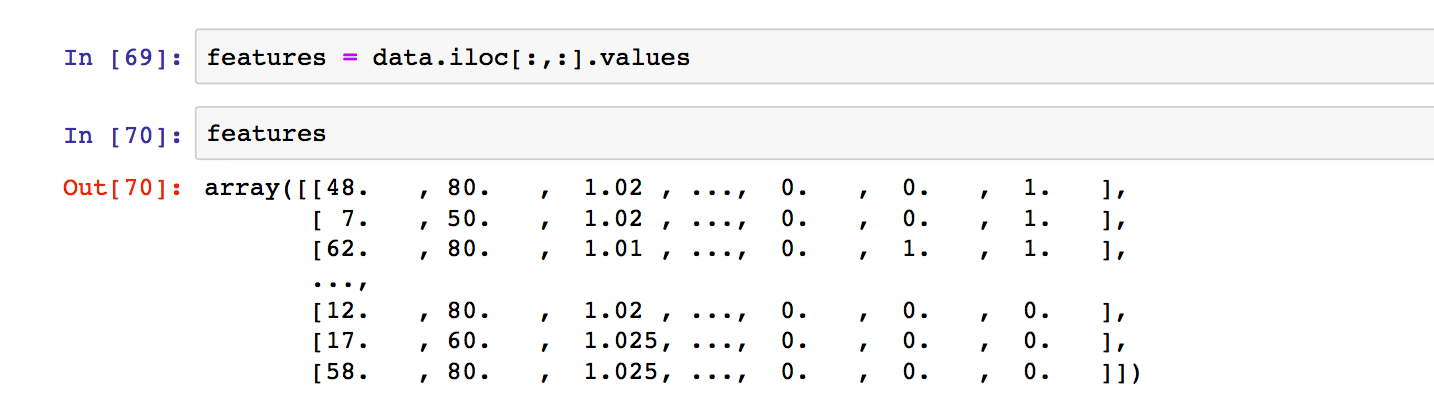 In [69]: features = data.iloc[:,:].values
In [70]: features
Out[70]: array([[48.   , 80.   ,  1.02 , ...,  0.   ,  0.   ,  1.   ],
[ 7.   , 50.   ,  1.02 , ...,  0.   ,  0.   ,  1.   ],
[62.   , 80.   ,  1.01 , ...,  0.   ,  1.   ,  1.   ],
...,
[12.   , 80.   ,  1.02 , ...,  0.   ,  0.   ,  0.   ],
[17.   , 60.   ,  1.025, ...,  0.   ,  0.   ,  0.   ],
[58.   , 80.   ,  1.025, ...,  0.   ,  0.   ,  0.   ]])